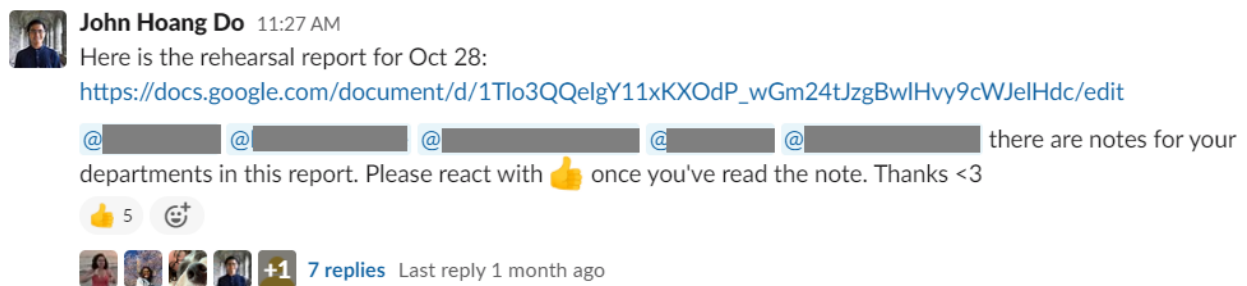 John Hoang Do 11:27 AM
Here is the rehearsal report for Oct 28:
https://docs.google.com/document/d/1Tlo3QQelgY11xKXOdP_wGm24tJzgBwlHvy9cWJelHdc/edit
@ @ @ @ @ there are notes for your
departments in this report. Please react with 👍 once you've read the note. Thanks <3
👍 5
+1 7 replies Last reply 1 month ago